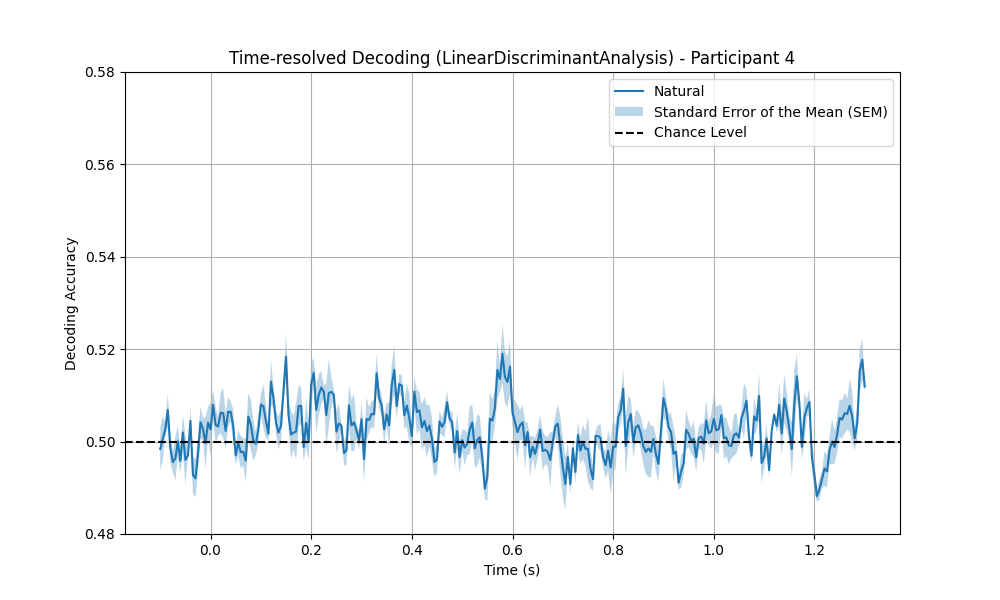 Time-resolved Decoding (LinearDiscriminantAnalysis) - Participant 4
Natural
Standard Error of the Mean (SEM)
Chance Level
Decoding Accuracy
0.58
0.56
0.54
0.52
0.50
0.48
0.0 0.2 0.4 0.6 0.8 1.0 1.2
Time (s)